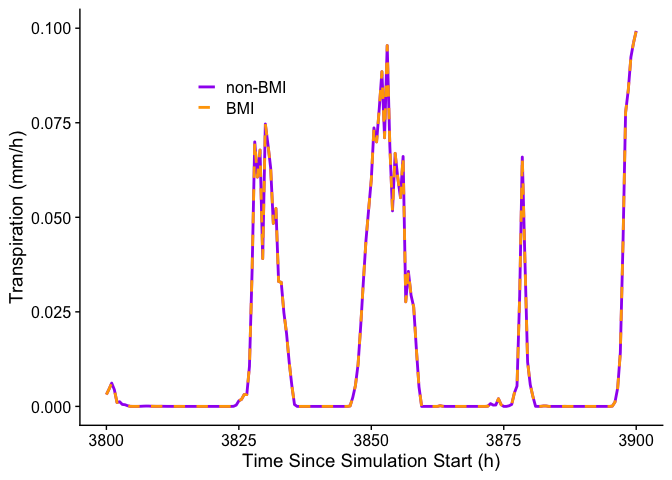 0.100
0.075
0.050
0.025
0.000
Transpiration (mm/h)
non-BMI
BMI
3800 3825 3850 3875 3900
Time Since Simulation Start (h)